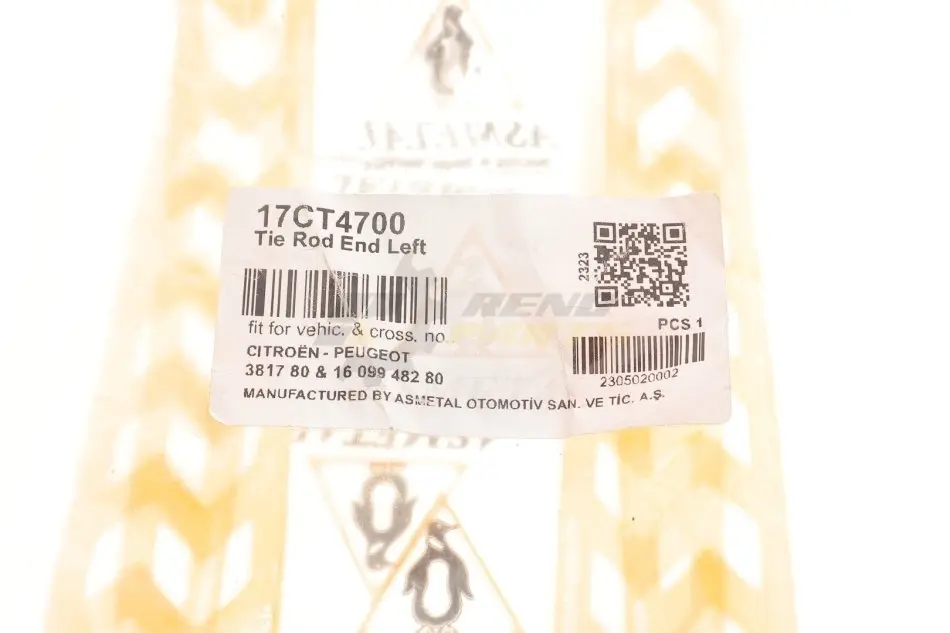 17CT4700
Tie Rod End Left
2323
fit for vehic. & cross. no.
PCS 1
CITROËN - PEUGEOT
3817 80 & 16 099 482 80
2305020002
MANUFACTURED BY ASMETAL OTOMOTİV SAN. VE TİC. A.Ş.